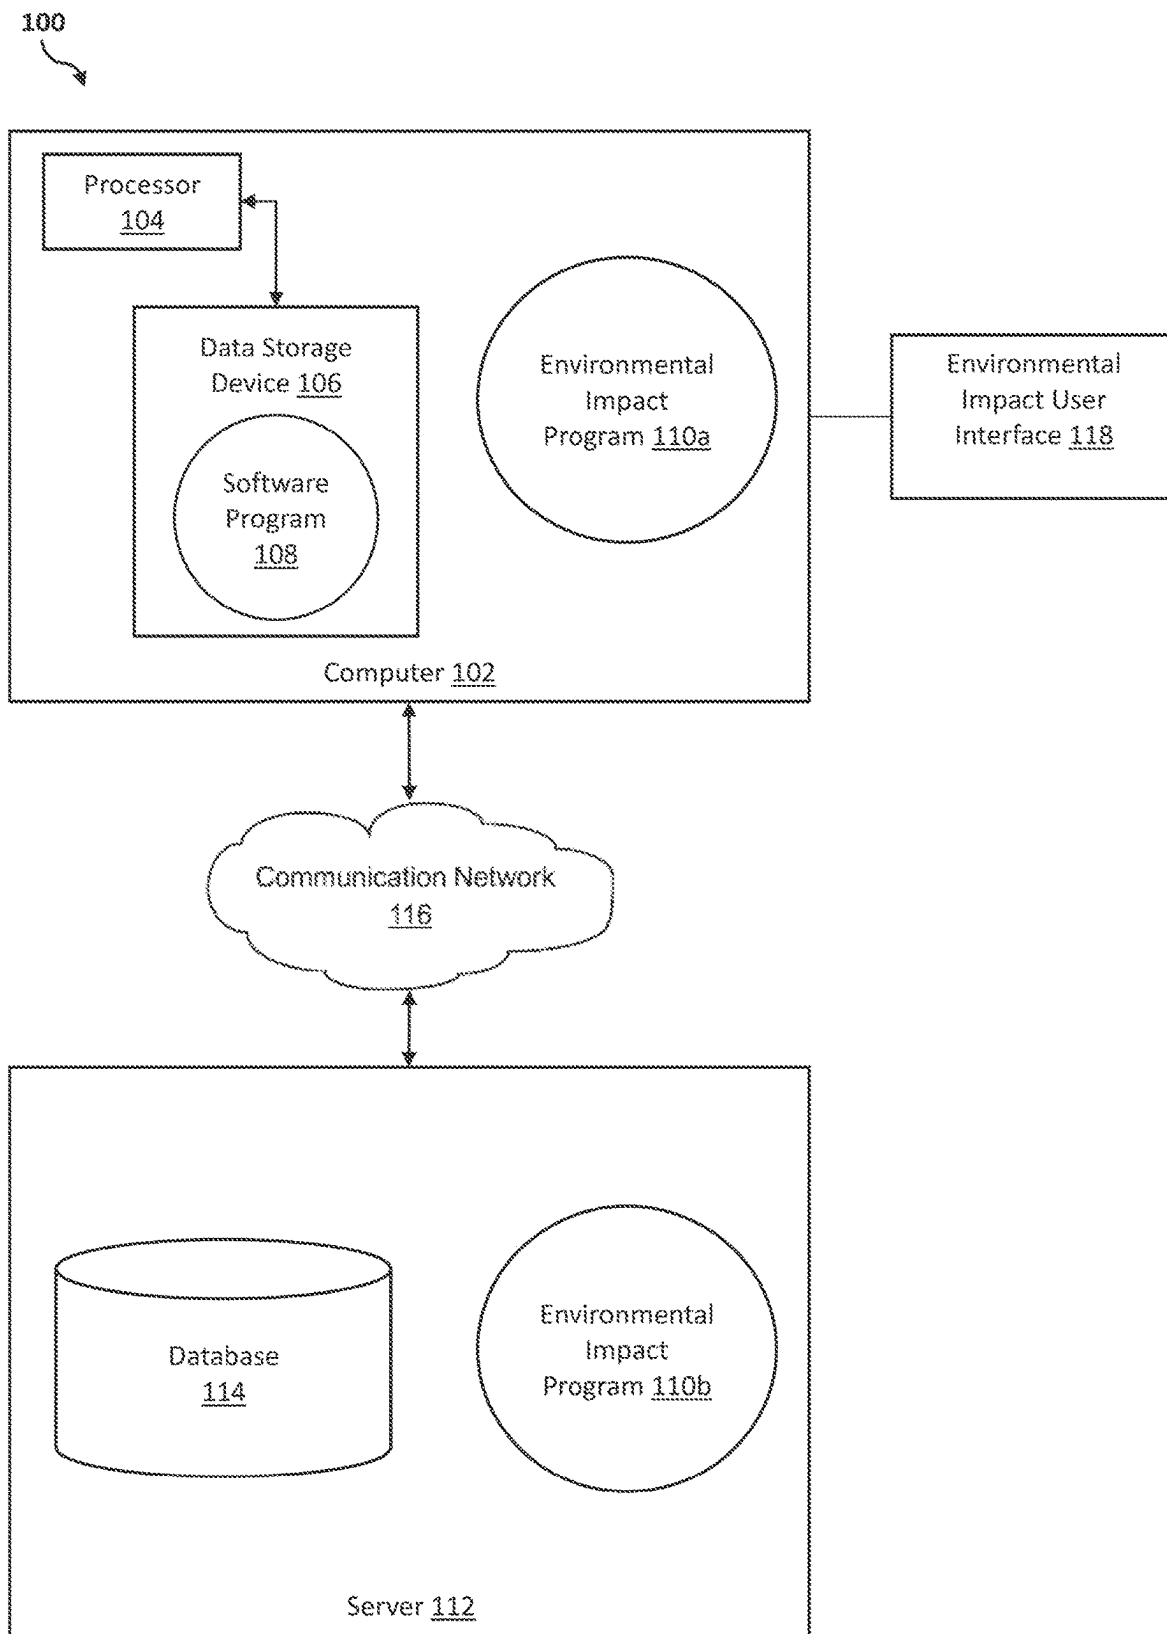 100
Processor
104
Data Storage
Device 106
Software
Program
108
Environmental
Impact
Program 110a
Environmental
Impact User
Interface 118
Computer 102
Communication Network
116
Database
114
Environmental
Impact
Program 110b
Server 112